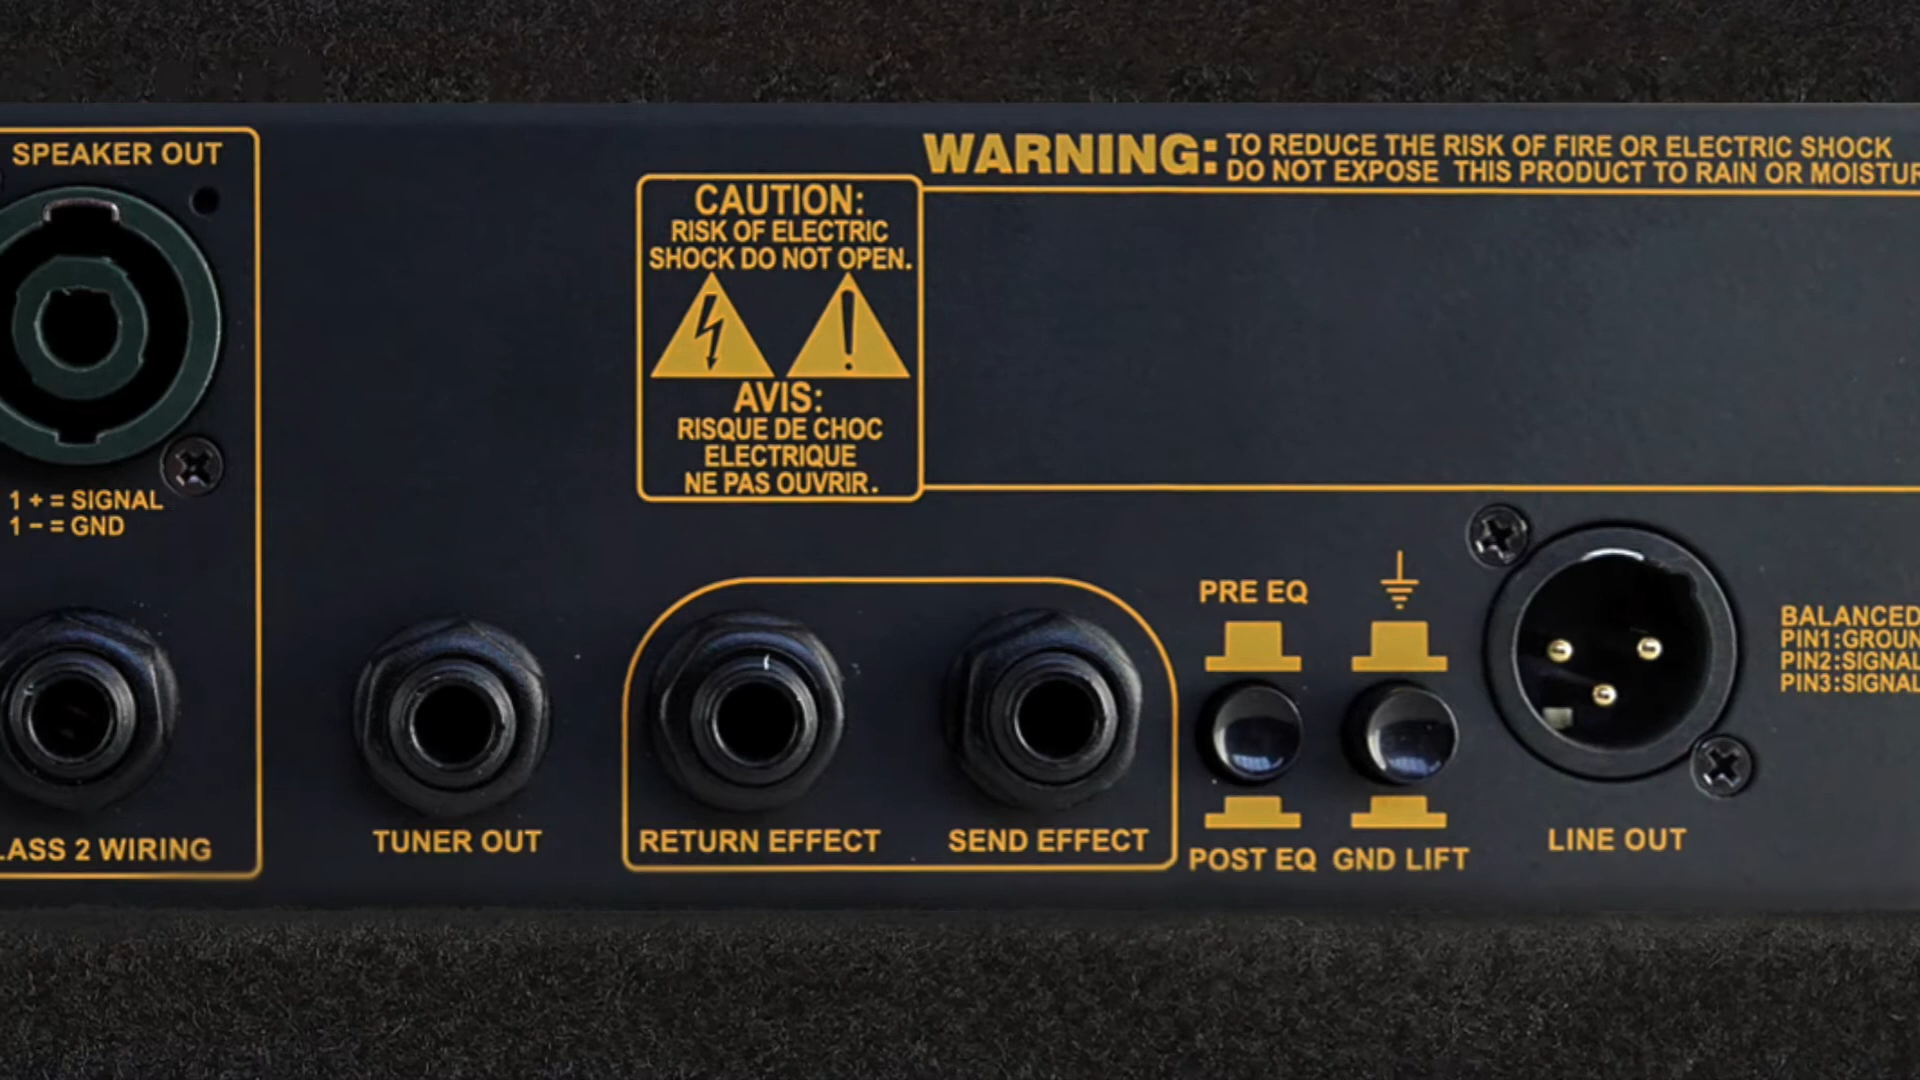 SPEAKER OUT
1 + = SIGNAL
1 − = GND
2 WIRING
TUNER OUT
WARNING: TO REDUCE THE RISK OF FIRE OR ELECTRIC SHOCK
DO NOT EXPOSE THIS PRODUCT TO RAIN OR
CAUTION:
RISK OF ELECTRIC
SHOCK DO NOT OPEN.
AVIS:
RISQUE DE CHOC
ELECTRIQUE
NE PAS OUVRIR.
RETURN EFFECT
SEND EFFECT
PRE EQ
POST EQ
GND LIFT
LINE OUT
BALANCED
PIN1:
PIN2:SIGNAL
PIN3:SIGNAL